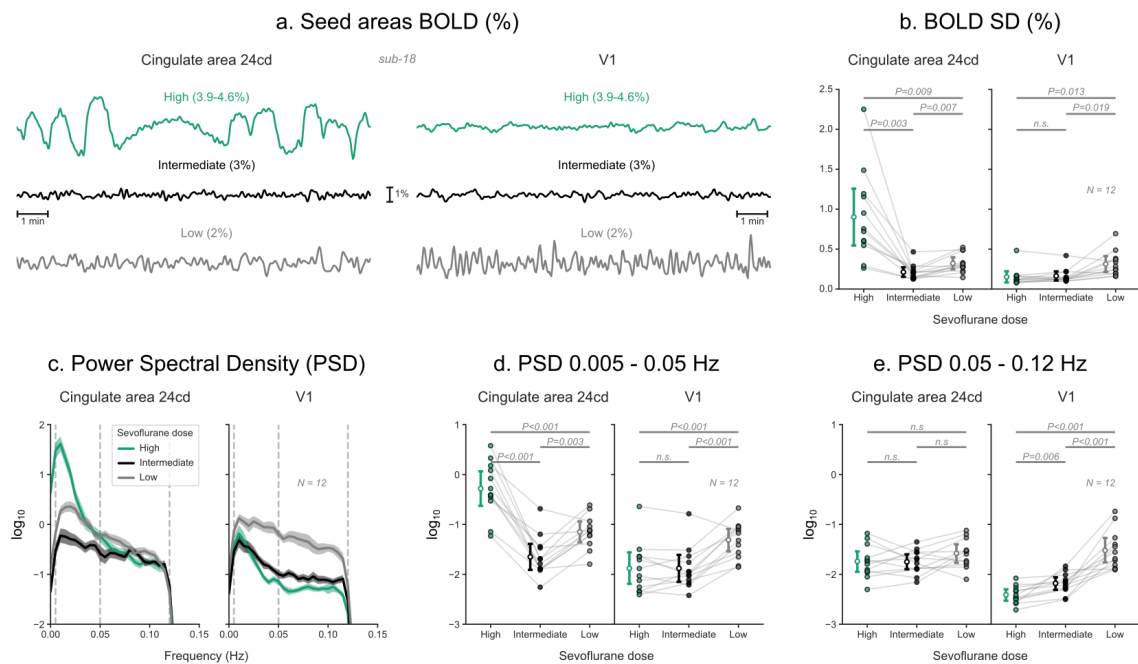 a. Seed areas BOLD (%)
Cingulate area 24cd
sub-18
V1
High (3.9-4.6%)
High (3.9-4.6%)
Intermediate (3%)
Intermediate (3%)
1%
1 min
1 min
Low (2%)
Low (2%)
b. BOLD SD (%)
Cingulate area 24cd
V1
2.5
2.0
1.5
1.0
0.5
0.0
P=0.009
P=0.007
P=0.003
P=0.013
P=0.019
n.s.
N = 12
High
Intermediate
Low
High
Intermediate
Low
Sevoflurane dose
c. Power Spectral Density (PSD)
Cingulate area 24cd
V1
Sevoflurane dose
High
Intermediate
Low
N = 12
log10
2
1
0
−1
−2
0.00
0.05
0.10
0.15
0.00
0.05
0.10
0.15
Frequency (Hz)
d. PSD 0.005 - 0.05 Hz
Cingulate area 24cd
V1
log10
1
0
−1
−2
−3
P<0.001
P=0.003
P<0.001
P<0.001
P<0.001
n.s.
N = 12
High
Intermediate
Low
High
Intermediate
Low
Sevoflurane dose
e. PSD 0.05 - 0.12 Hz
Cingulate area 24cd
V1
log10
1
0
−1
−2
−3
n.s
n.s
n.s.
P<0.001
P<0.001
P=0.006
N = 12
High
Intermediate
Low
High
Intermediate
Low
Sevoflurane dose